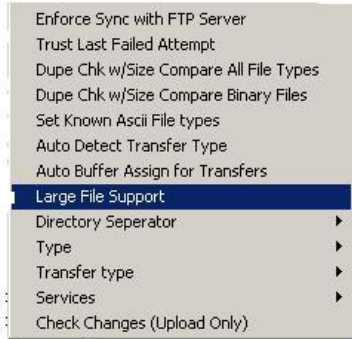 Enforce Sync with FTP Server
Trust Last Failed Attempt
Dupe Chk w/Size Compare All File Types
Dupe Chk w/Size Compare Binary Files
Set Known Ascii File types
Auto Detect Transfer Type
Auto Buffer Assign for Transfers
Large File Support
Directory Seperator
Type
Transfer type
Services
Check Changes (Upload Only)